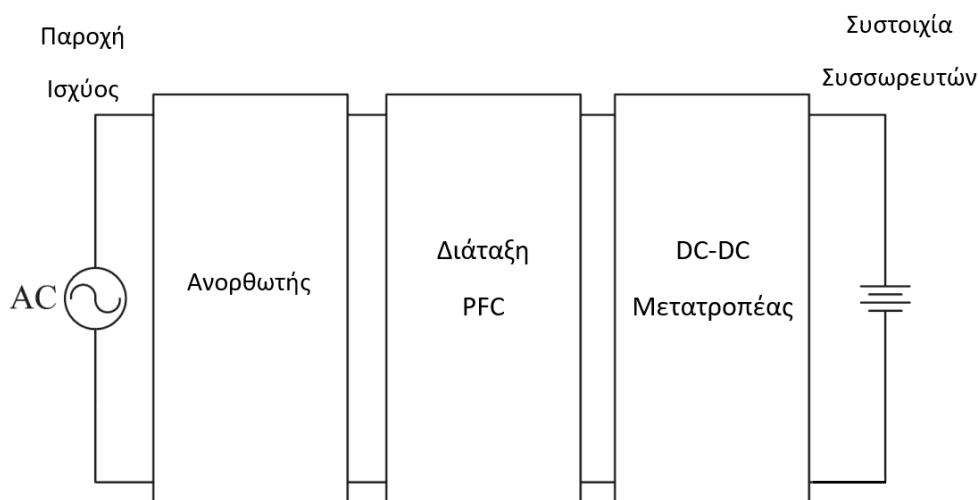 Παροχή
Ισχύος
Συστοιχία
Συσσωρευτών
AC
Ανορθωτής
Διάταξη
PFC
DC-DC
Μετατροπέας